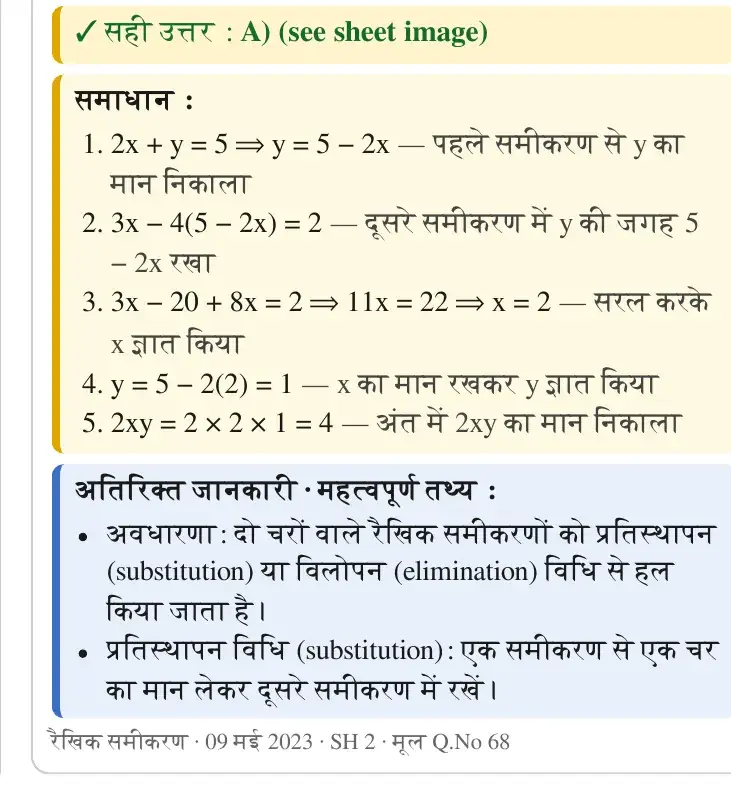 ✓ सही उत्तर : A) (see sheet image)
समाधान :
1. 2x + y = 5 ⇒ y = 5 − 2x — पहले समीकरण से y का
मान निकाला
2. 3x − 4(5 − 2x) = 2 — दूसरे समीकरण में y की जगह 5
− 2x रखा
3. 3x − 20 + 8x = 2 ⇒ 11x = 22 ⇒ x = 2 — सरल करके
x ज्ञात किया
4. y = 5 − 2(2) = 1 — x का मान रखकर y ज्ञात किया
5. 2xy = 2 × 2 × 1 = 4 — अंत में 2xy का मान निकाला
अतिरिक्त जानकारी · महत्वपूर्ण तथ्य :
• अवधारणा : दो चरों वाले रैखिक समीकरणों को प्रतिस्थापन
(substitution) या विलोपन (elimination) विधि से हल
किया जाता है।
• प्रतिस्थापन विधि (substitution) : एक समीकरण से एक चर
का मान लेकर दूसरे समीकरण में रखें।
रैखिक समीकरण · 09 मई 2023 · SH 2 · मूल Q.No 68